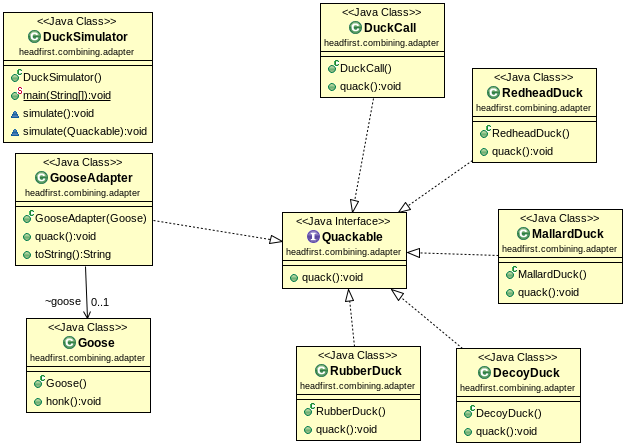 <<Java Class>>
DuckSimulator
headfirst.combining.adapter
DuckSimulator()
main(String[]):void
simulate():void
simulate(Quackable):void
<<Java Class>>
DuckCall
headfirst.combining.adapter
DuckCall()
quack():void
<<Java Class>>
RedheadDuck
headfirst.combining.adapter
RedheadDuck()
quack():void
<<Java Class>>
GooseAdapter
headfirst.combining.adapter
GooseAdapter(Goose)
quack():void
toString():String
<<Java Interface>>
Quackable
headfirst.combining.adapter
quack():void
<<Java Class>>
MallardDuck
headfirst.combining.adapter
MallardDuck()
quack():void
~goose 0..1
<<Java Class>>
Goose
headfirst.combining.adapter
Goose()
honk():void
<<Java Class>>
RubberDuck
headfirst.combining.adapter
RubberDuck()
quack():void
<<Java Class>>
DecoyDuck
headfirst.combining.adapter
DecoyDuck()
quack():void